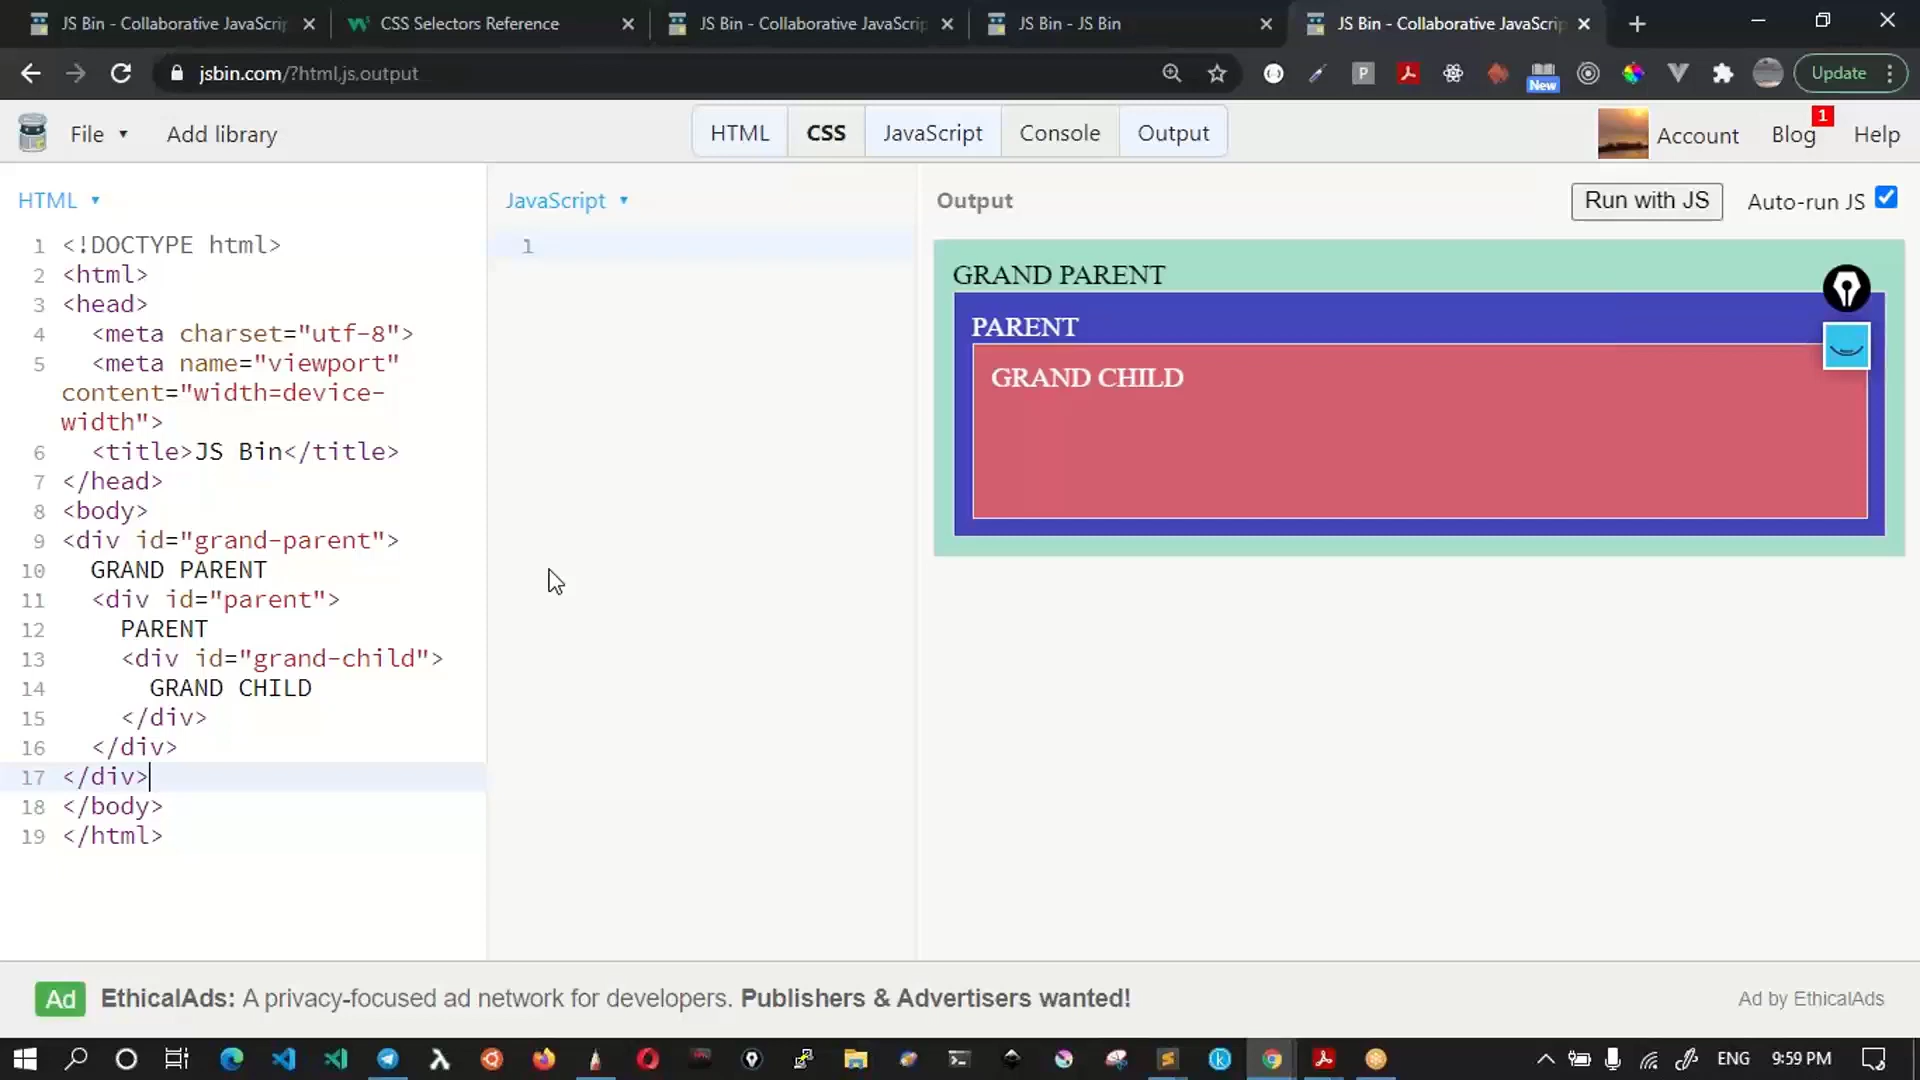 JS Bin - Collaborative JavaScrip
CSS Selectors Reference
JS Bin - Collaborative JavaScrip
JS Bin - JS Bin
JS Bin - Collaborative JavaScrip
jsbin.com/?html,js,output
P
New
Update
File
Add library
HTML
CSS
JavaScript
Console
Output
Account
Blog
1
Help
HTML
1 <!DOCTYPE html>
2 <html>
3 <head>
4 <meta charset="utf-8">
5 <meta name="viewport"
content="width=device-
width">
6 <title>JS Bin</title>
7 </head>
8 <body>
9 <div id="grand-parent">
10 GRAND PARENT
11 <div id="parent">
12 PARENT
13 <div id="grand-child">
14 GRAND CHILD
15 </div>
16 </div>
17 </div>
18 </body>
19 </html>
JavaScript
1
Output
Run with JS
Auto-run JS
GRAND PARENT
PARENT
GRAND CHILD
Ad
EthicalAds: A privacy-focused ad network for developers. Publishers & Advertisers wanted!
Ad by EthicalAds
ENG
9:59 PM